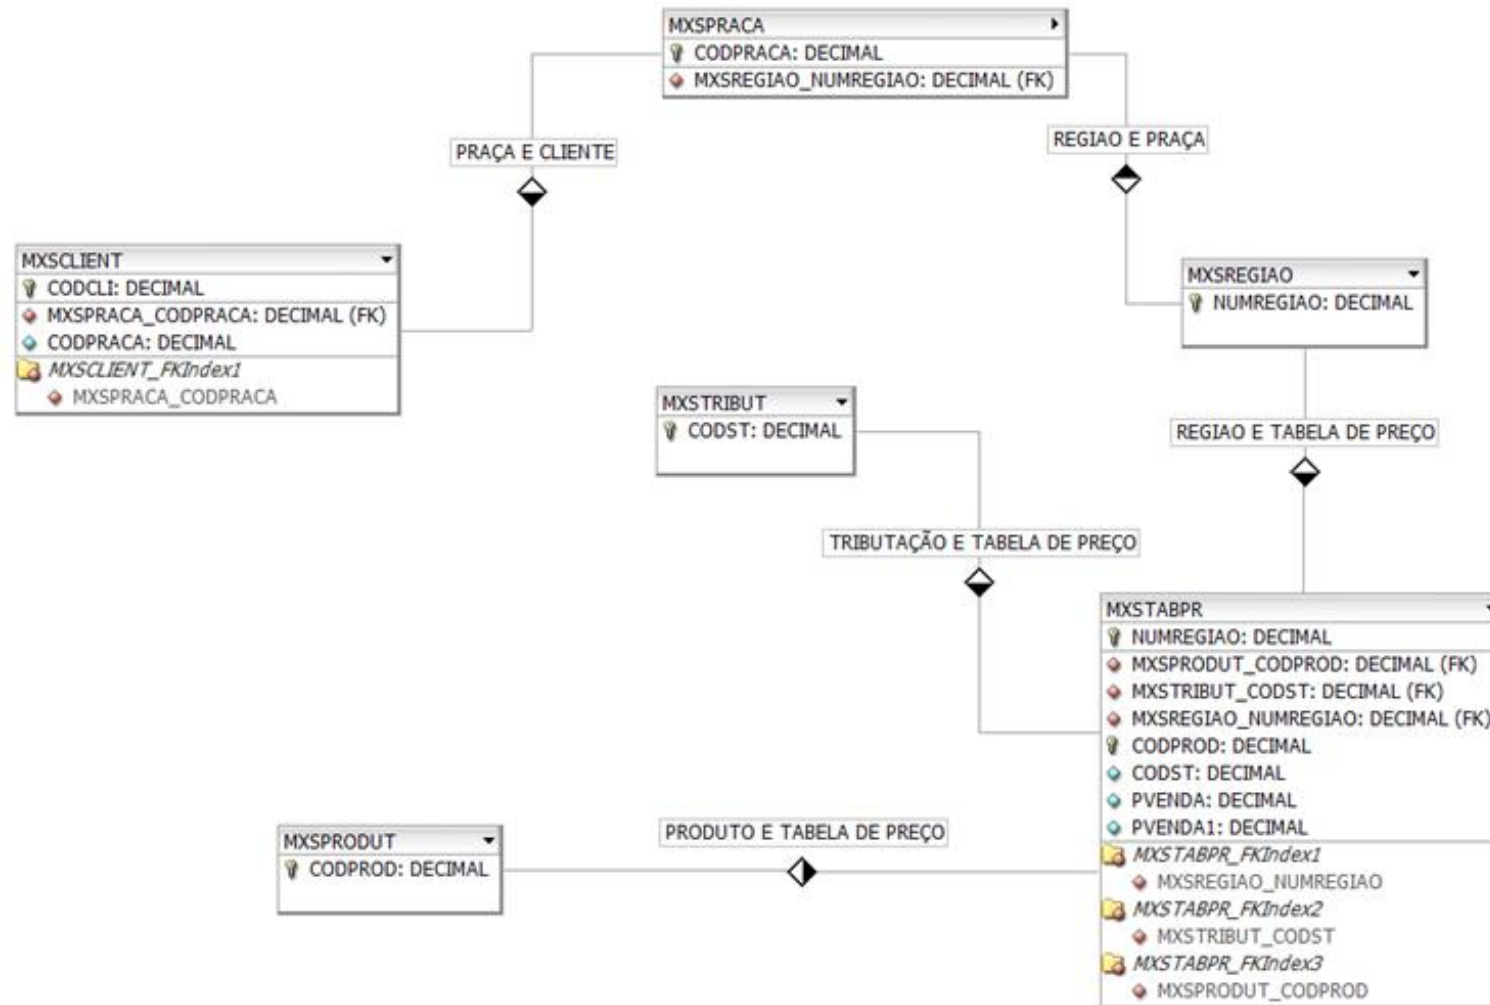 MXSPRACA
CODPRACA: DECIMAL
MXSREGIAO_NUMREGIAO: DECIMAL (FK)
PRAÇA E CLIENTE
REGIAO E PRAÇA
MXSCLIENT
CODCLI: DECIMAL
MXSPRACA_CODPRACA: DECIMAL (FK)
CODPRACA: DECIMAL
MXSCLIENT_FKIndex1
MXSPRACA_CODPRACA
MXSREGIAO
NUMREGIAO: DECIMAL
MXSTRIBUT
CODST: DECIMAL
REGIAO E TABELA DE PREÇO
TRIBUTAÇÃO E TABELA DE PREÇO
MXSTABPR
NUMREGIAO: DECIMAL
MXSPRODUT_CODPROD: DECIMAL (FK)
MXSTRIBUT_CODST: DECIMAL (FK)
MXSREGIAO_NUMREGIAO: DECIMAL (FK)
CODPROD: DECIMAL
CODST: DECIMAL
PVENDA: DECIMAL
PVENDA1: DECIMAL
MXSTABPR_FKIndex1
MXSREGIAO_NUMREGIAO
MXSTABPR_FKIndex2
MXSTRIBUT_CODST
MXSTABPR_FKIndex3
MXSPRODUT_CODPROD
PRODUTO E TABELA DE PREÇO
MXSPRODUT
CODPROD: DECIMAL